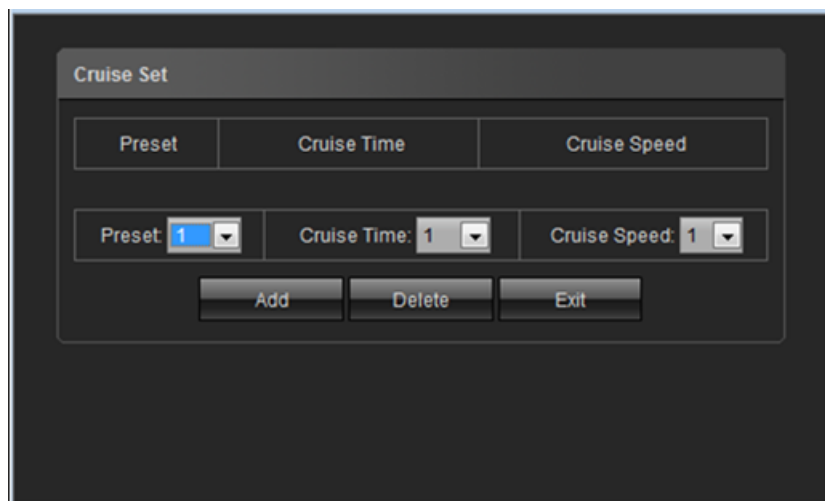 Cruise Set
Preset Cruise Time Cruise Speed
Preset: 1 Cruise Time: 1 Cruise Speed: 1
Add Delete Exit